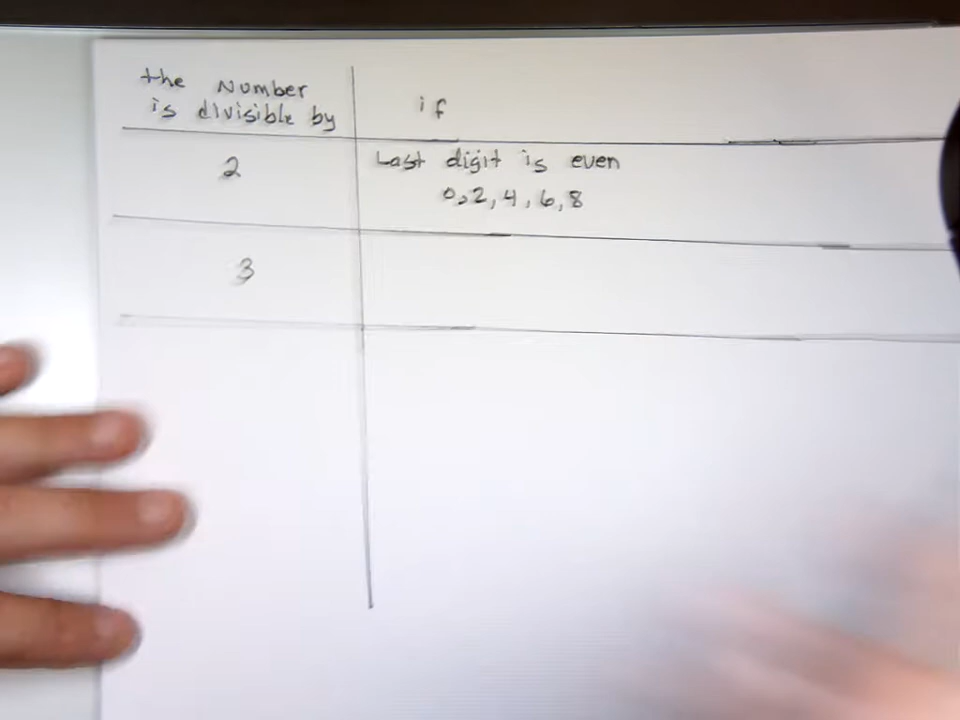 the Number
is divisible by
if
2
Last digit is even
0,2,4,6,8
3